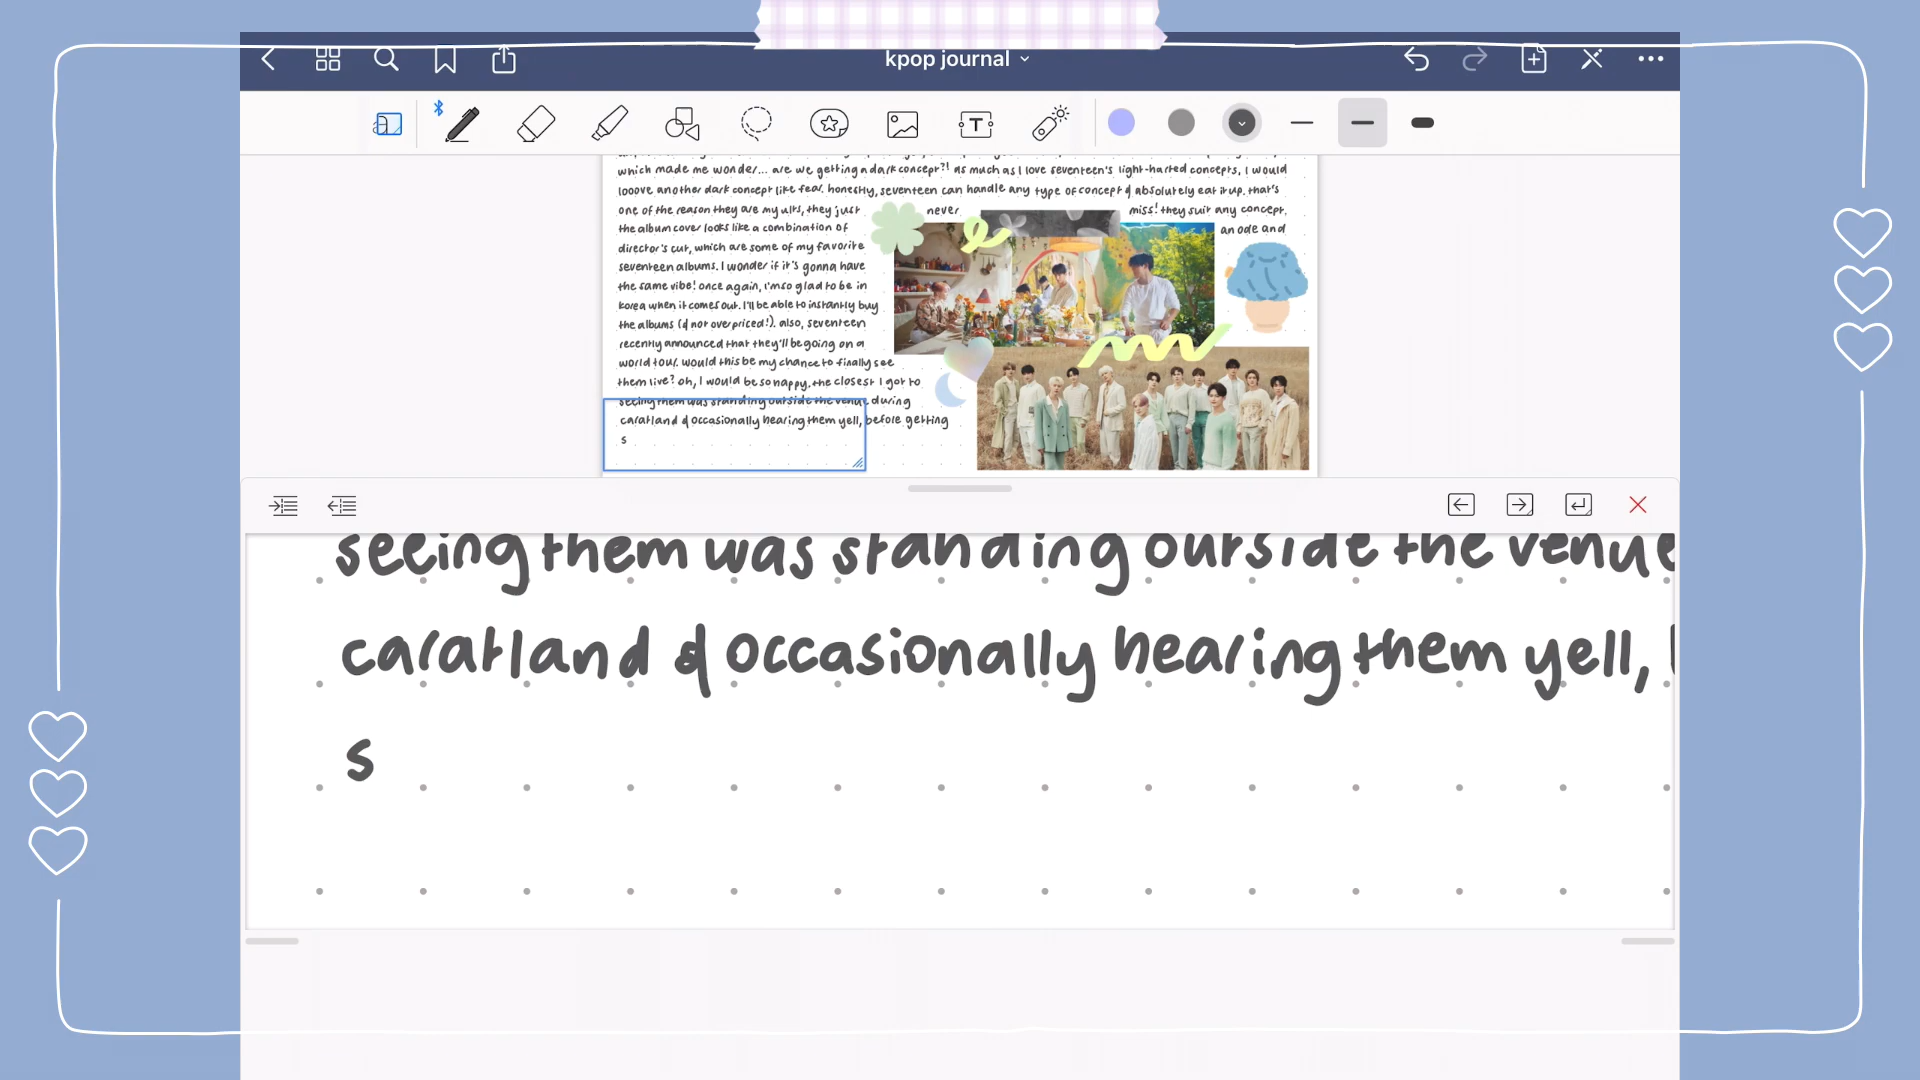 kpop journal
which made me wonder... are we getting a dark concept?! as much as I love seventeen's light-harted concepts, I would
looove another dark concept like fear. honestly, seventeen can handle any type of concept & absolutely eat it up. that's
one of the reason they are my ults, they just never miss! they suit any concept.
the album cover looks like a combination of an ode and
director's cut, which are some of my favorite
seventeen albums. I wonder if it's gonna have
the same vibe! once again, i'm so glad to be in
korea when it comes out. I'll be able to instantly buy
the albums (& not overpriced!). also, seventeen
recently announced that they'll be going on a
world tour. would this be my chance to finally see
them live? oh, I would be so happy. the closest I got to
seeing them was standing outside the venue during
caratland & occasionally hearing them yell, before getting
s
seeing them was standing outside the venue
caratland & occasionally hearing them yell,
s